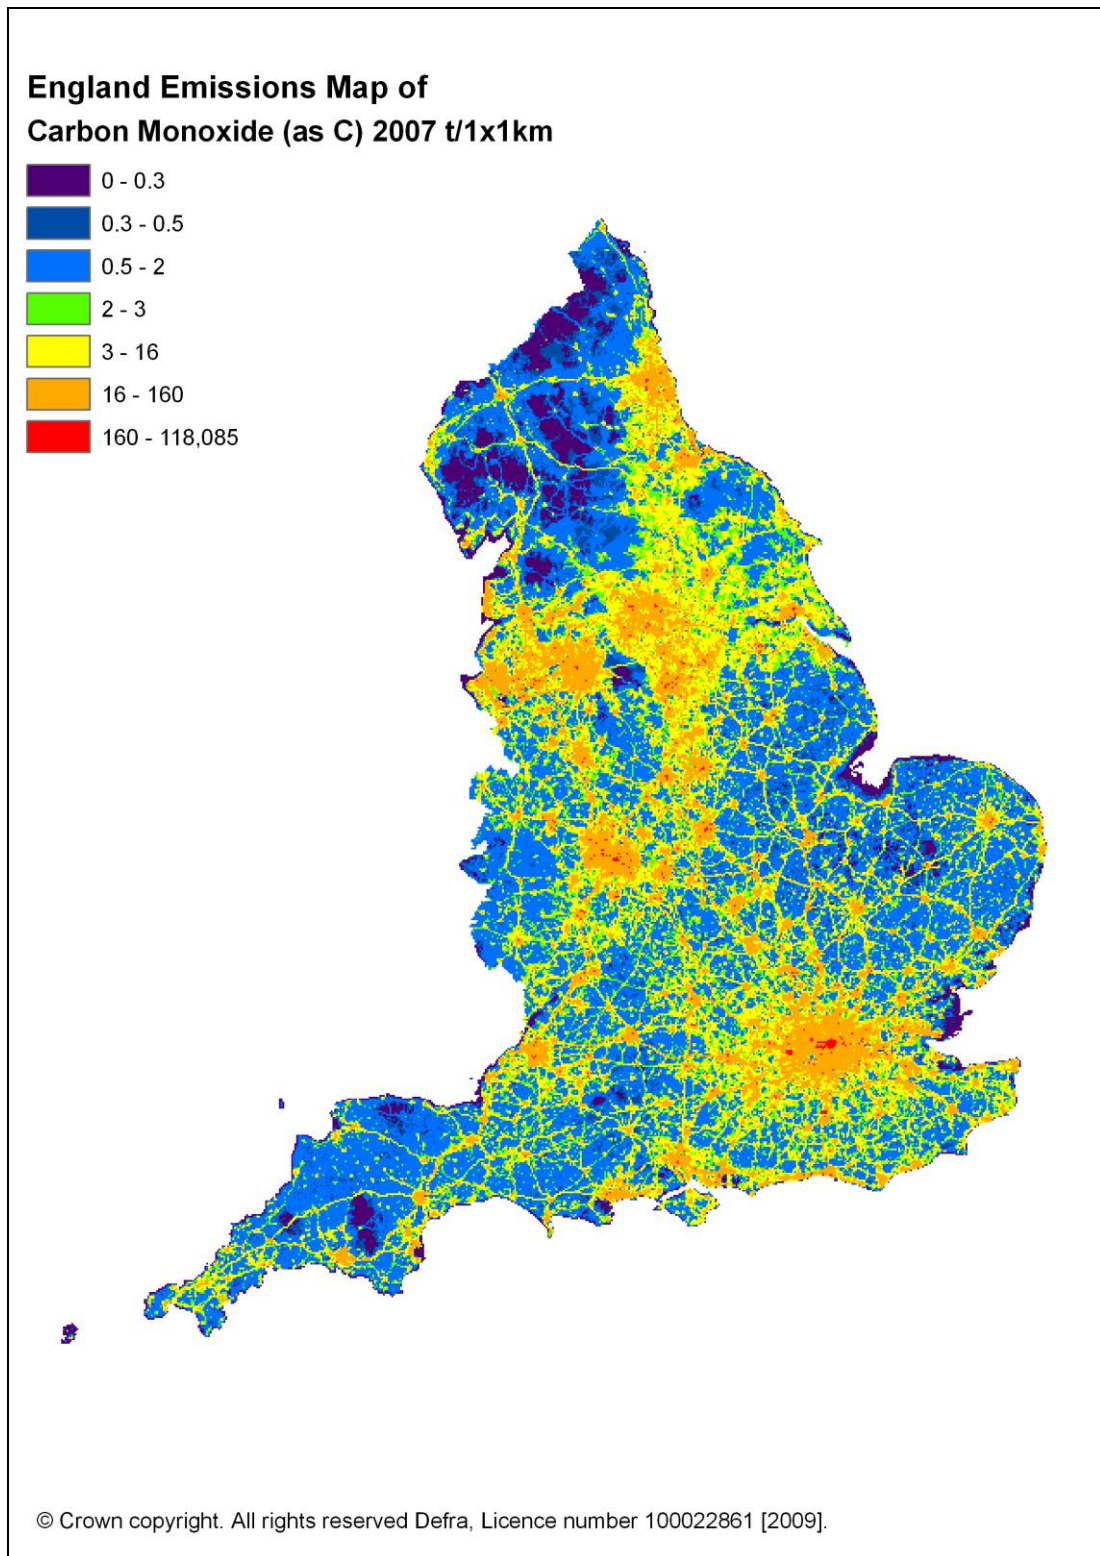 England Emissions Map of
Carbon Monoxide (as C) 2007 t/1x1km
0 - 0.3
0.3 - 0.5
0.5 - 2
2 - 3
3 - 16
16 - 160
160 - 118,085
© Crown copyright. All rights reserved Defra, Licence number 100022861 [2009].